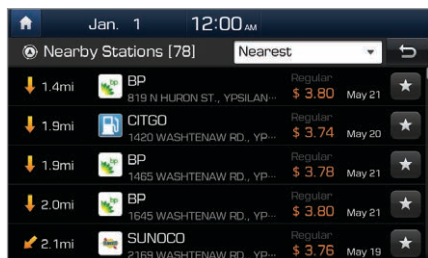 Jan. 1 12:00 AM
Nearby Stations [78] Nearest
1.4mi BP Regular
819 N HURON ST., YPSILAN... $ 3.80 May 21
1.9mi CITGO Regular
1420 WASHTENAW RD., YP... $ 3.74 May 20
1.9mi BP Regular
1465 WASHTENAW RD., YP... $ 3.78 May 21
2.0mi BP Regular
1645 WASHTENAW RD., YP... $ 3.80 May 21
2.1mi SUNOCO Regular
2169 WASHTENAW RD., YP... $ 3.76 May 19